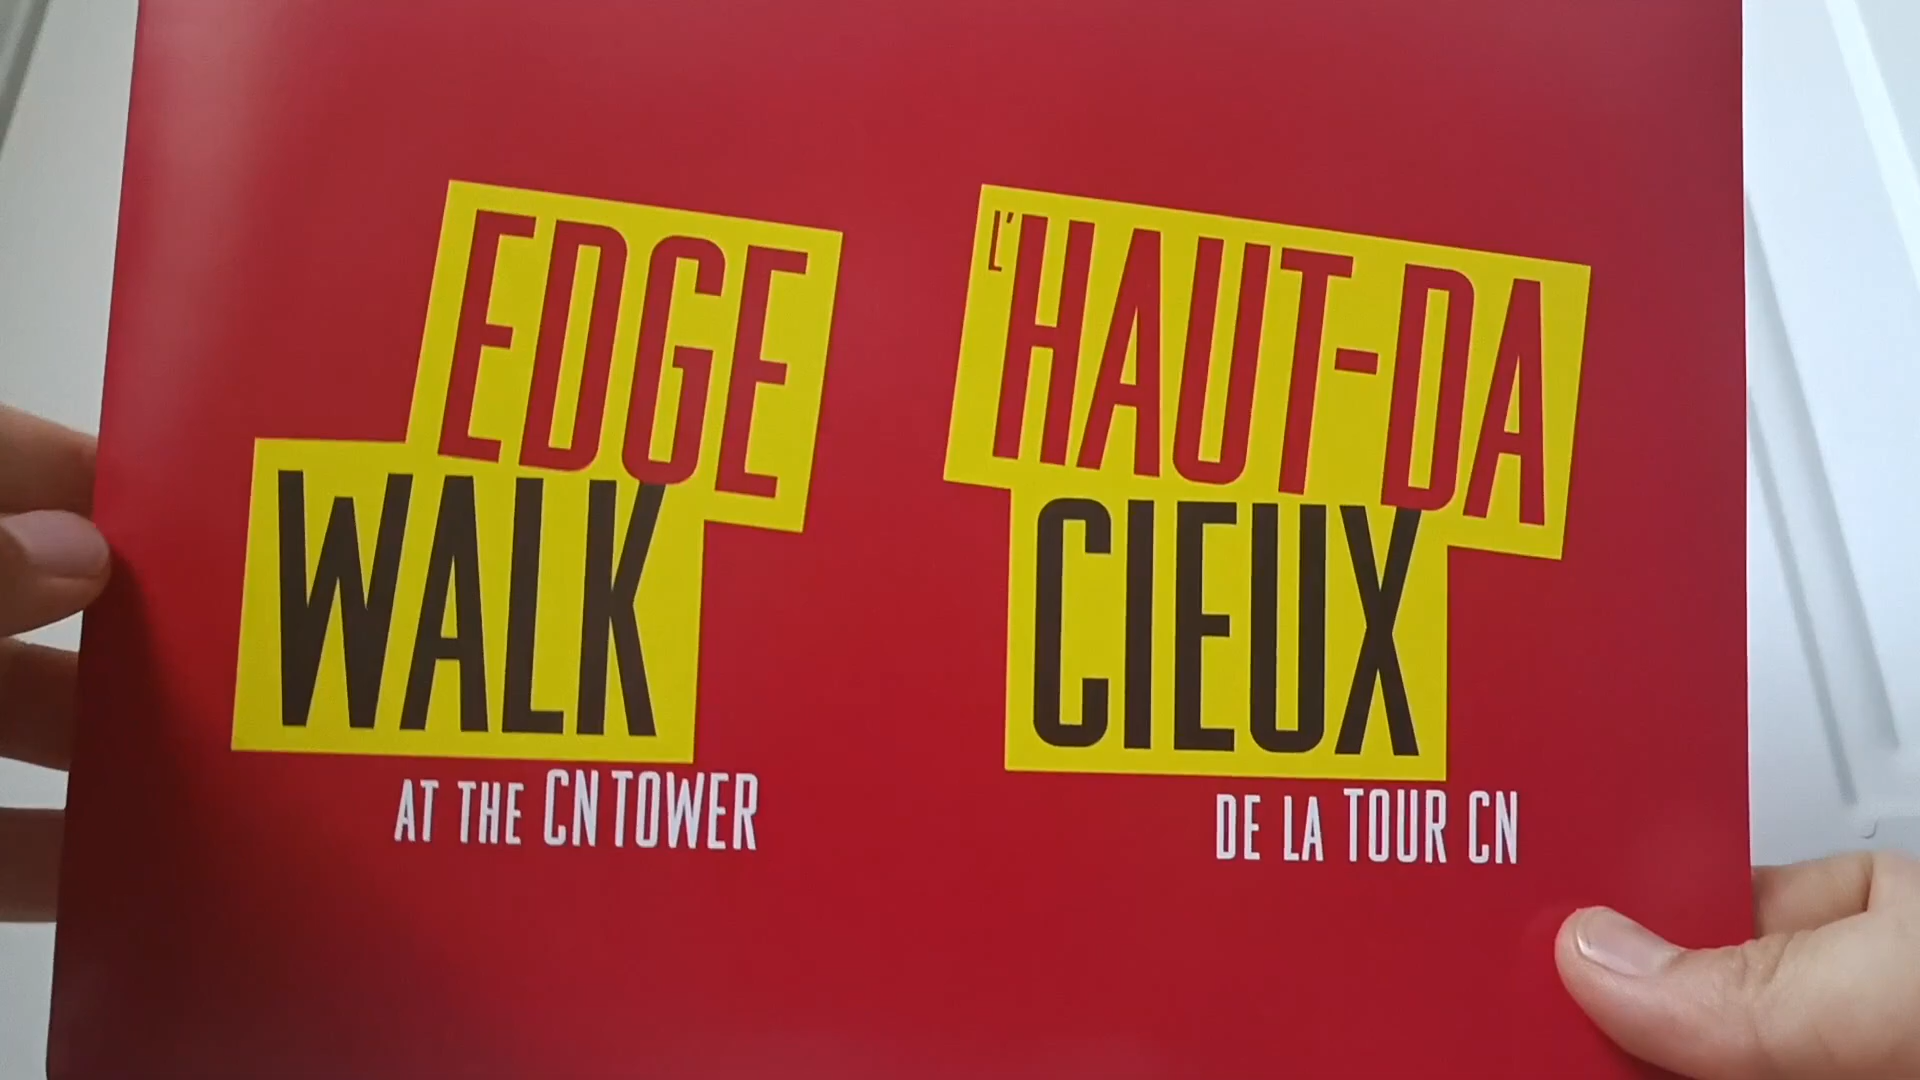 EDGE
WALK
AT THE CN TOWER
L'HAUT-DA
CIEUX
DE LA TOUR CN